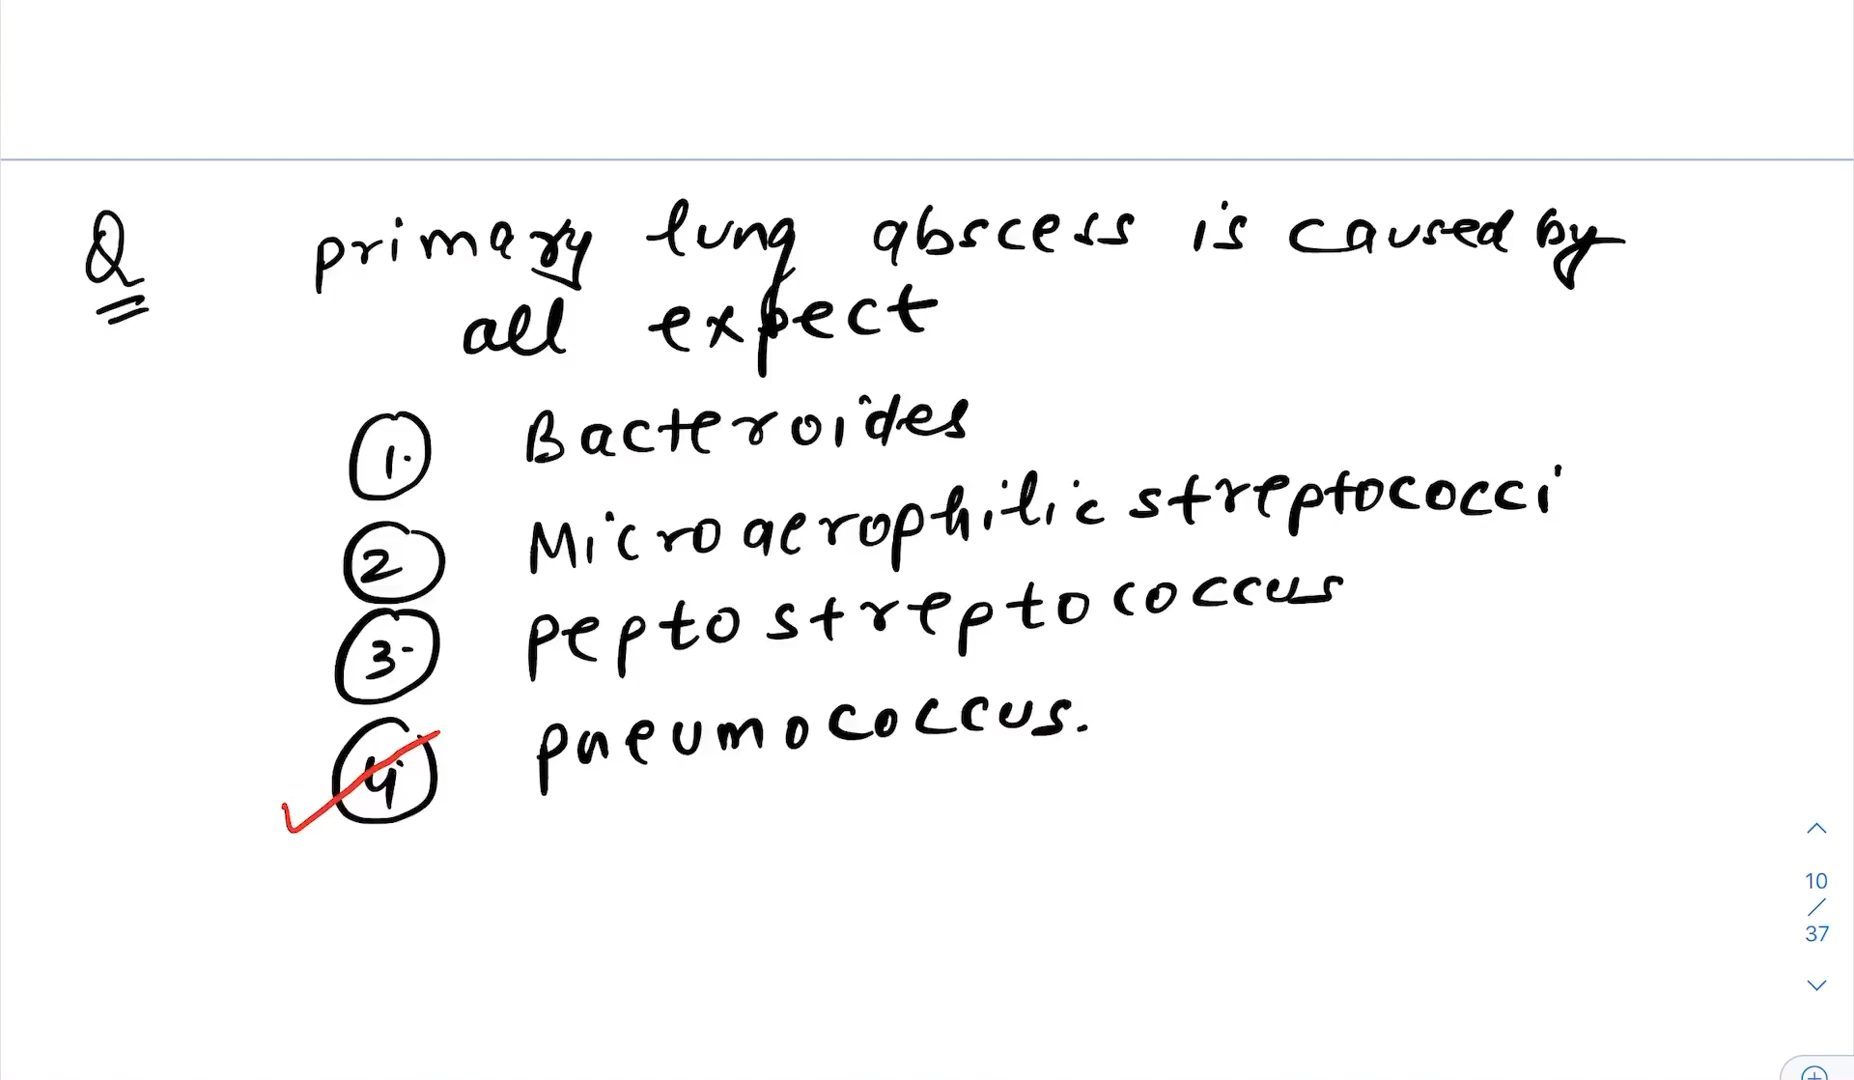 Q primary lung abscess is caused by
all expect
1. Bacteroides
2 Microaerophilic streptococci
3. peptostreptococcus
4. pneumococcus.
10
/
37